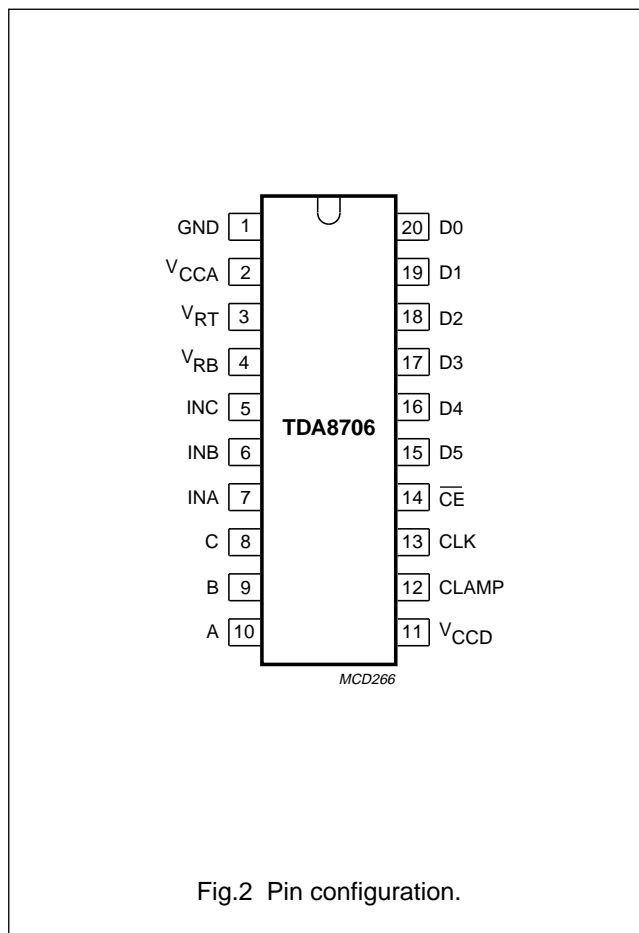 GND 1 20 D0
VCCA 2 19 D1
VRT 3 18 D2
VRB 4 17 D3
INC 5 16 D4
TDA8706
INB 6 15 D5
INA 7 14 C̅E̅
C 8 13 CLK
B 9 12 CLAMP
A 10 11 VCCD
MCD266
Fig.2 Pin configuration.